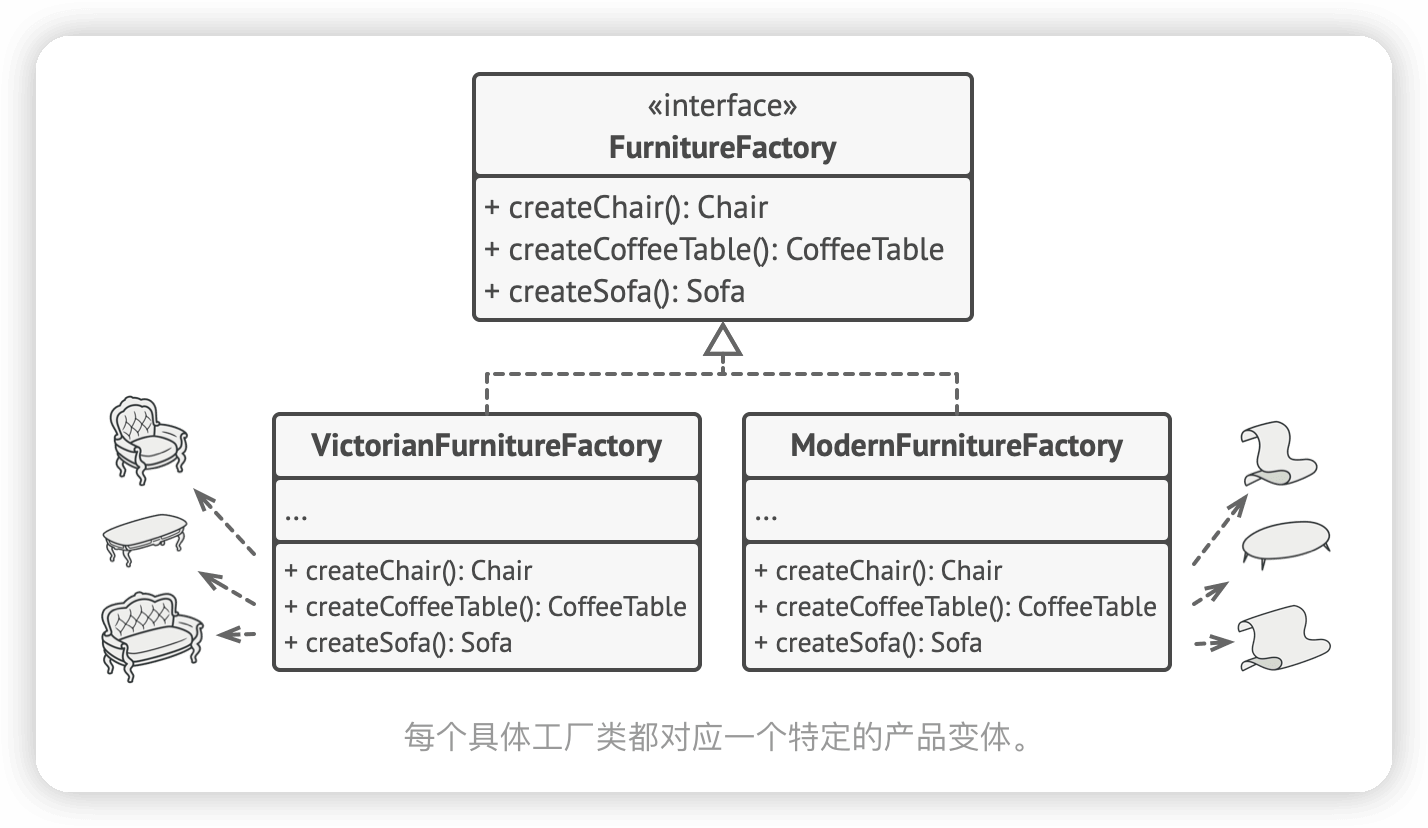 «interface»
FurnitureFactory
+ createChair(): Chair
+ createCoffeeTable(): CoffeeTable
+ createSofa(): Sofa
VictorianFurnitureFactory
...
+ createChair(): Chair
+ createCoffeeTable(): CoffeeTable
+ createSofa(): Sofa
ModernFurnitureFactory
...
+ createChair(): Chair
+ createCoffeeTable(): CoffeeTable
+ createSofa(): Sofa
每个具体工厂类都对应一个特定的产品变体。